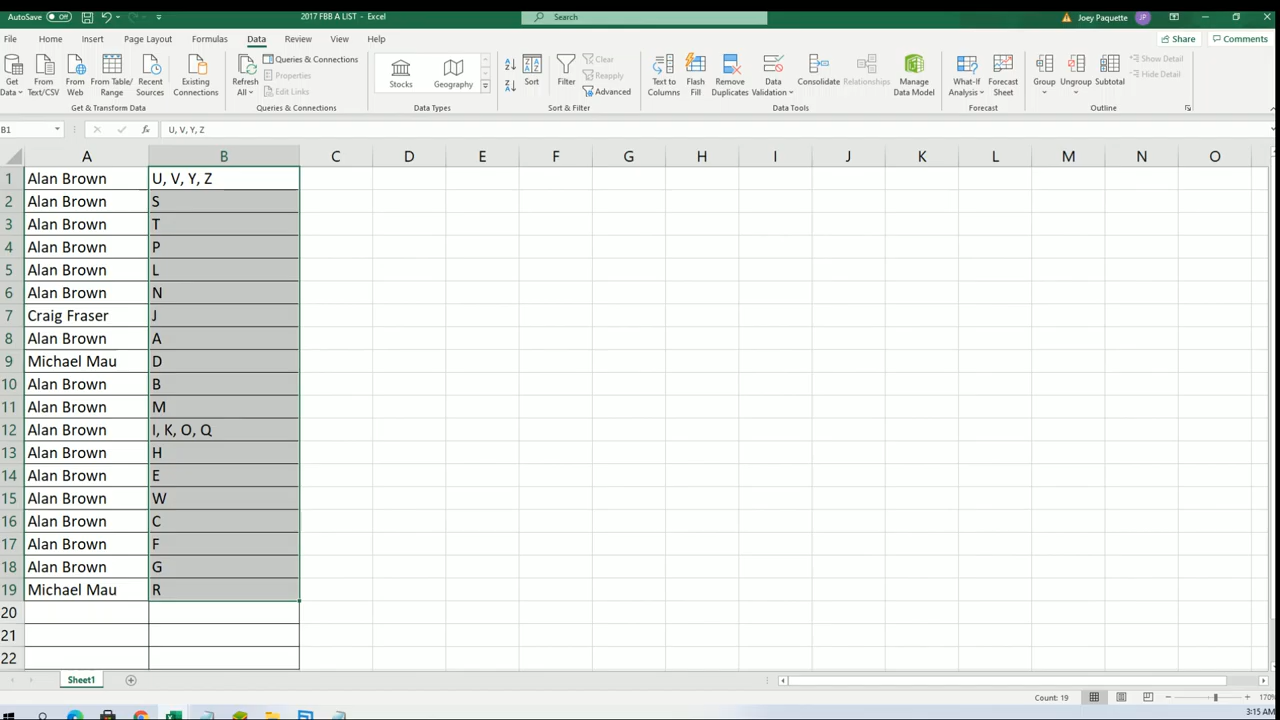 AutoSave Off 2017 FBB A LIST - Excel Search Joey Paquette JP
File Home Insert Page Layout Formulas Data Review View Help Share Comments
Get Data From Text/CSV From Web From Table/ Range Recent Sources Existing Connections
Get & Transform Data
Refresh All Queries & Connections Properties Edit Links
Queries & Connections
Stocks Geography
Data Types
Sort Filter Clear Reapply Advanced
Sort & Filter
Text to Columns Flash Fill Remove Duplicates Data Validation Consolidate Relationships Manage Data Model
Data Tools
What-If Analysis Forecast Sheet
Forecast
Group Ungroup Subtotal Show Detail Hide Detail
Outline
B1 fx U, V, Y, Z
A B C D E F G H I J K L M N O
1 Alan Brown U, V, Y, Z
2 Alan Brown S
3 Alan Brown T
4 Alan Brown P
5 Alan Brown L
6 Alan Brown N
7 Craig Fraser J
8 Alan Brown A
9 Michael Mau D
10 Alan Brown B
11 Alan Brown M
12 Alan Brown I, K, O, Q
13 Alan Brown H
14 Alan Brown E
15 Alan Brown W
16 Alan Brown C
17 Alan Brown F
18 Alan Brown G
19 Michael Mau R
20
21
22
Sheet1
Count: 19 170%
3:15 AM